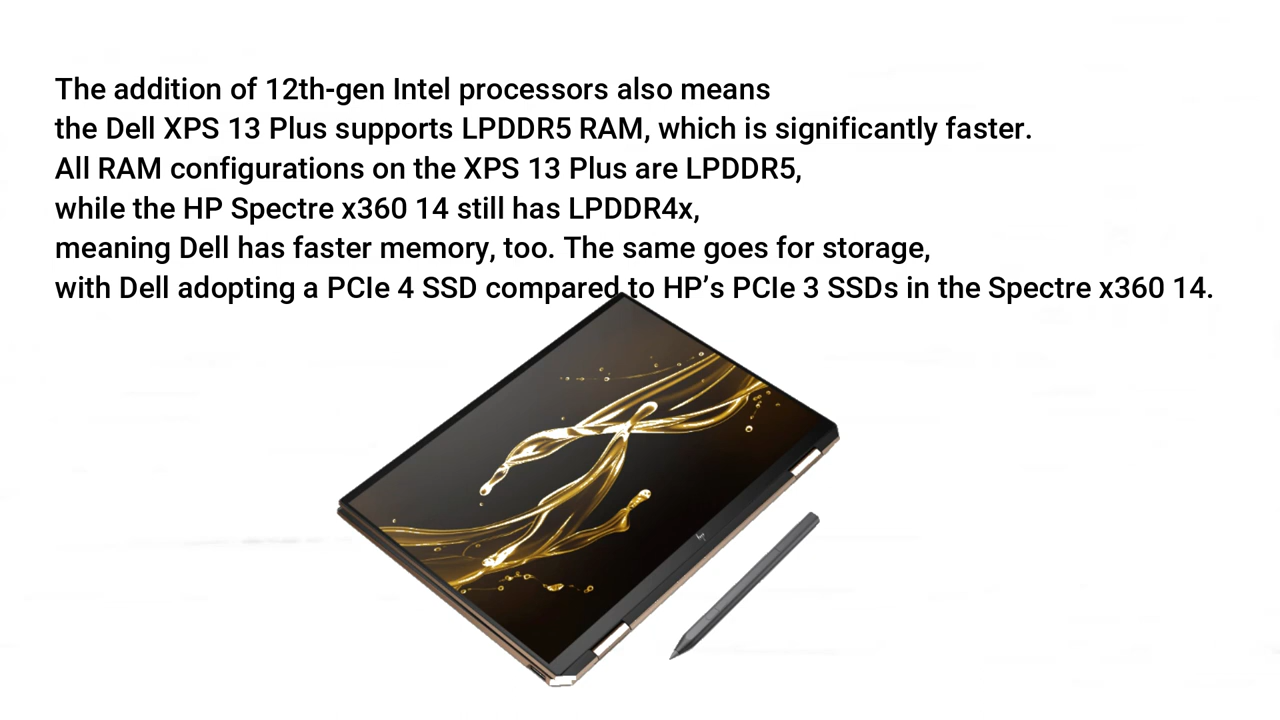 The addition of 12th-gen Intel processors also means
the Dell XPS 13 Plus supports LPDDR5 RAM, which is significantly faster.
All RAM configurations on the XPS 13 Plus are LPDDR5,
while the HP Spectre x360 14 still has LPDDR4x,
meaning Dell has faster memory, too. The same goes for storage,
with Dell adopting a PCIe 4 SSD compared to HP’s PCIe 3 SSDs in the Spectre x360 14.